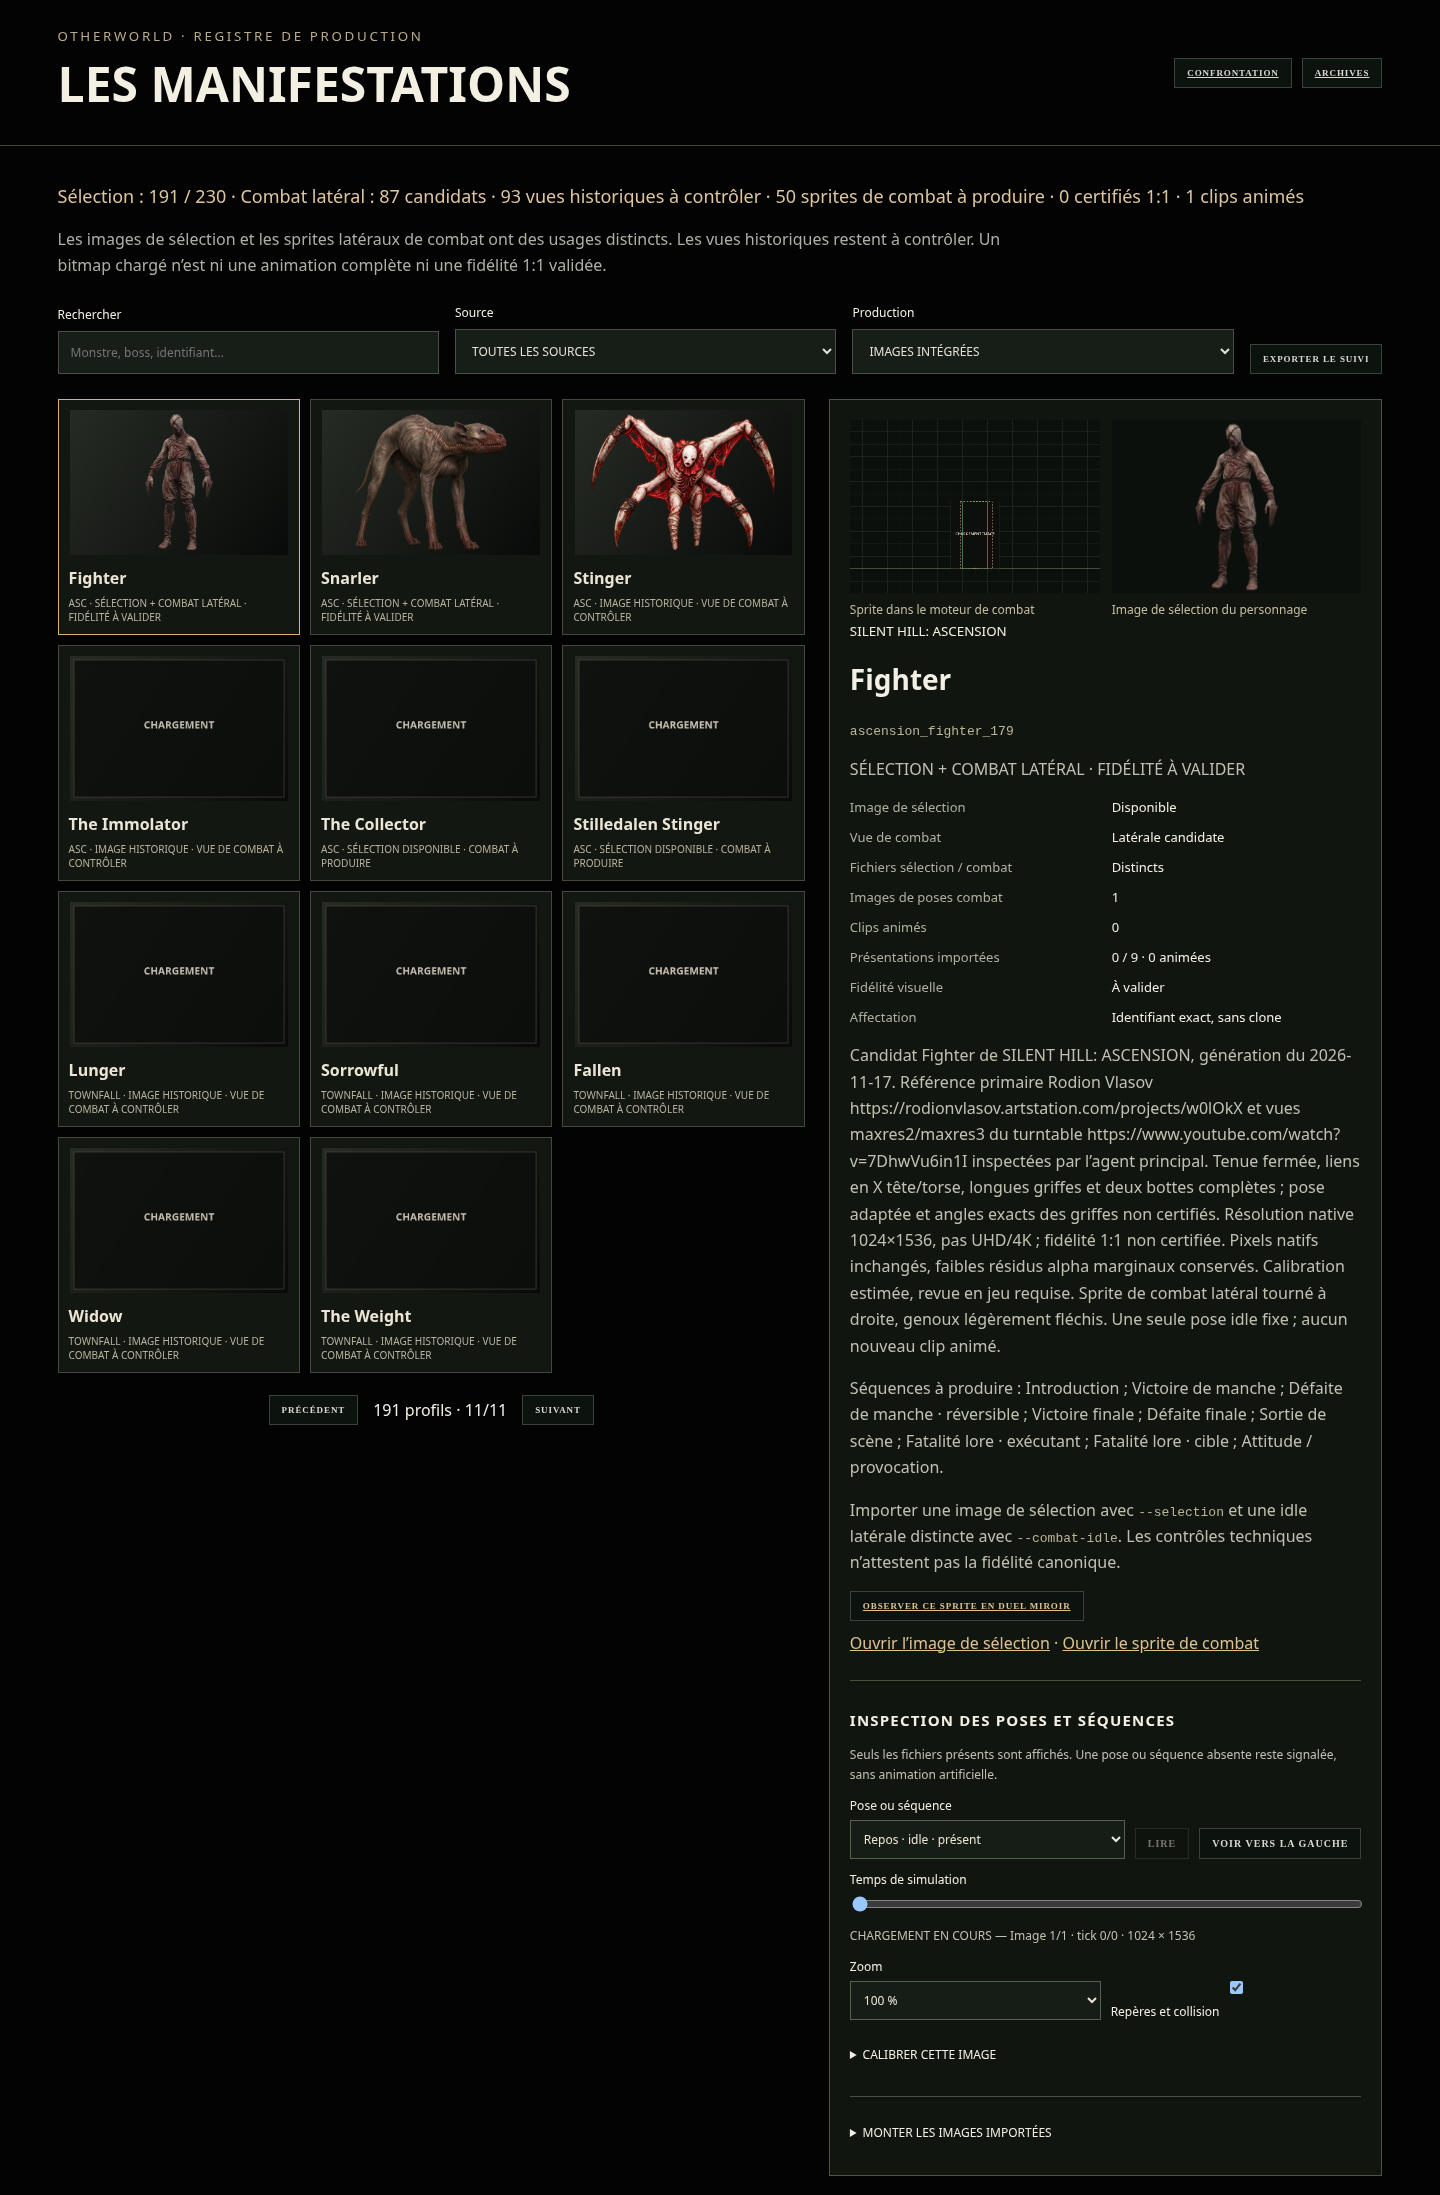 OTHERWORLD · REGISTRE DE PRODUCTION
LES MANIFESTATIONS
CONFRONTATION
ARCHIVES
Sélection : 191 / 230 · Combat latéral : 87 candidats · 93 vues historiques à contrôler · 50 sprites de combat à produire · 0 certifiés 1:1 · 1 clips animés
Les images de sélection et les sprites latéraux de combat ont des usages distincts. Les vues historiques restent à contrôler. Un
bitmap chargé n’est ni une animation complète ni une fidélité 1:1 validée.
Rechercher
Source
Production
Monstre, boss, identifiant…
TOUTES LES SOURCES
IMAGES INTÉGRÉES
EXPORTER LE SUIVI
Fighter
ASC · SÉLECTION + COMBAT LATÉRAL ·
FIDÉLITÉ À VALIDER
Snarler
ASC · SÉLECTION + COMBAT LATÉRAL ·
FIDÉLITÉ À VALIDER
Stinger
ASC · IMAGE HISTORIQUE · VUE DE COMBAT À
CONTRÔLER
CHARGEMENT
The Immolator
ASC · IMAGE HISTORIQUE · VUE DE COMBAT À
CONTRÔLER
CHARGEMENT
The Collector
ASC · SÉLECTION DISPONIBLE · COMBAT À
PRODUIRE
CHARGEMENT
Stilledalen Stinger
ASC · SÉLECTION DISPONIBLE · COMBAT À
PRODUIRE
CHARGEMENT
Lunger
TOWNFALL · IMAGE HISTORIQUE · VUE DE
COMBAT À CONTRÔLER
CHARGEMENT
Sorrowful
TOWNFALL · IMAGE HISTORIQUE · VUE DE
COMBAT À CONTRÔLER
CHARGEMENT
Fallen
TOWNFALL · IMAGE HISTORIQUE · VUE DE
COMBAT À CONTRÔLER
CHARGEMENT
Widow
TOWNFALL · IMAGE HISTORIQUE · VUE DE
COMBAT À CONTRÔLER
CHARGEMENT
The Weight
TOWNFALL · IMAGE HISTORIQUE · VUE DE
COMBAT À CONTRÔLER
PRÉCÉDENT
191 profils · 11/11
SUIVANT
Sprite dans le moteur de combat
Image de sélection du personnage
SILENT HILL: ASCENSION
Fighter
ascension_fighter_179
SÉLECTION + COMBAT LATÉRAL · FIDÉLITÉ À VALIDER
Image de sélection Disponible
Vue de combat Latérale candidate
Fichiers sélection / combat Distincts
Images de poses combat 1
Clips animés 0
Présentations importées 0 / 9 · 0 animées
Fidélité visuelle À valider
Affectation Identifiant exact, sans clone
Candidat Fighter de SILENT HILL: ASCENSION, génération du 2026-
11-17. Référence primaire Rodion Vlasov
https://rodionvlasov.artstation.com/projects/w0lOkX et vues
maxres2/maxres3 du turntable https://www.youtube.com/watch?
v=7DhwVu6in1I inspectées par l’agent principal. Tenue fermée, liens
en X tête/torse, longues griffes et deux bottes complètes ; pose
adaptée et angles exacts des griffes non certifiés. Résolution native
1024×1536, pas UHD/4K ; fidélité 1:1 non certifiée. Pixels natifs
inchangés, faibles résidus alpha marginaux conservés. Calibration
estimée, revue en jeu requise. Sprite de combat latéral tourné à
droite, genoux légèrement fléchis. Une seule pose idle fixe ; aucun
nouveau clip animé.
Séquences à produire : Introduction ; Victoire de manche ; Défaite
de manche · réversible ; Victoire finale ; Défaite finale ; Sortie de
scène ; Fatalité lore · exécutant ; Fatalité lore · cible ; Attitude /
provocation.
Importer une image de sélection avec --selection et une idle
latérale distincte avec --combat-idle. Les contrôles techniques
n’attestent pas la fidélité canonique.
OBSERVER CE SPRITE EN DUEL MIROIR
Ouvrir l’image de sélection · Ouvrir le sprite de combat
INSPECTION DES POSES ET SÉQUENCES
Seuls les fichiers présents sont affichés. Une pose ou séquence absente reste signalée,
sans animation artificielle.
Pose ou séquence
Repos · idle · présent
LIRE
VOIR VERS LA GAUCHE
Temps de simulation
CHARGEMENT EN COURS — Image 1/1 · tick 0/0 · 1024 × 1536
Zoom
100 %
Repères et collision
CALIBRER CETTE IMAGE
MONTER LES IMAGES IMPORTÉES